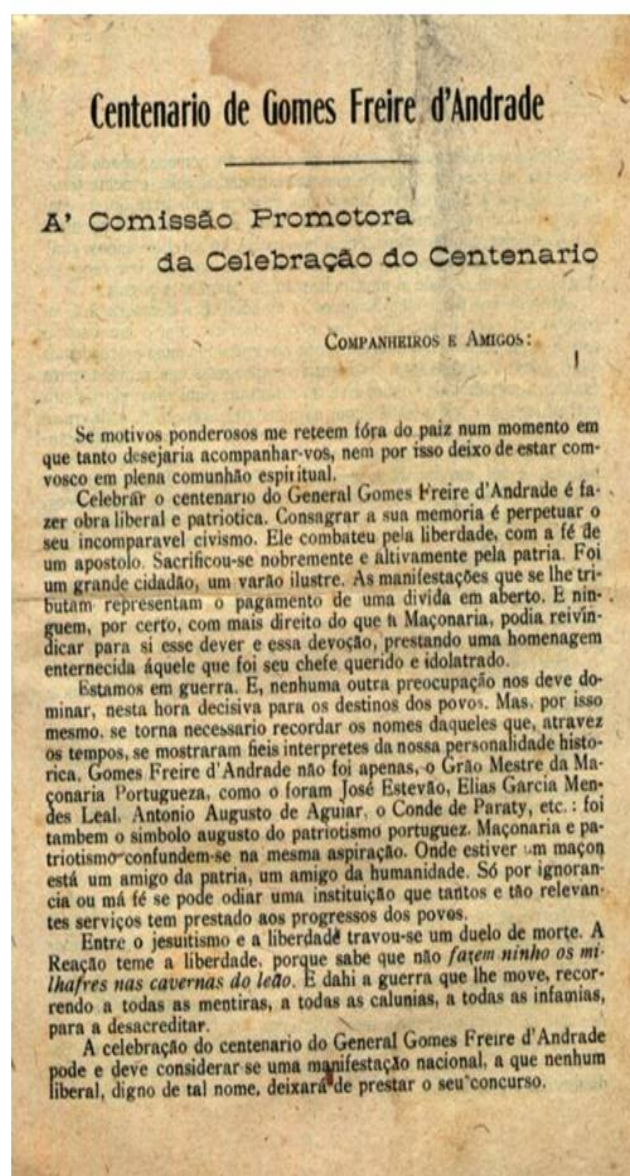 Centenario de Gomes Freire d'Andrade
A' Comissão Promotora
da Celebração do Centenario
COMPANHEIROS E AMIGOS:
Se motivos ponderosos me reteem fóra do paiz num momento em
que tanto desejaria acompanhar-vos, nem por isso deixo de estar com-
vosco em plena comunhão espiritual.
Celebrar o centenario do General Gomes Freire d'Andrade é fa-
zer obra liberal e patriotica. Consagrar a sua memoria é perpetuar o
seu incomparavel civismo. Ele combateu pela liberdade, com a fé de
um apostolo. Sacrificou-se nobremente e altivamente pela patria. Foi
um grande cidadão, um varão ilustre. As manifestações que se lhe tri-
butam representam o pagamento de uma divida em aberto. E nin-
guem, por certo, com mais direito do que a Maçonaria, podia reivin-
dicar para si esse dever e essa devoção, prestando uma homenagem
enternecida áquele que foi seu chefe querido e idolatrado.
Estamos em guerra. E, nenhuma outra preocupação nos deve do-
minar, nesta hora decisiva para os destinos dos povos. Mas, por isso
mesmo, se torna necessario recordar os nomes daqueles que, atravez
os tempos, se mostraram fieis interpretes da nossa personalidade histo-
rica. Gomes Freire d'Andrade não foi apenas, o Grão Mestre da Ma-
çonaria Portugueza, como o foram José Estevão, Elias Garcia Men-
des Leal, Antonio Augusto de Aguiar, o Conde de Paraty, etc.: foi
tambem o simbolo augusto do patriotismo portuguez. Maçonaria e pa-
triotismo confundem-se na mesma aspiração. Onde estiver um maçon
está um amigo da patria, um amigo da humanidade. Só por ignoran-
cia ou má fé se pode odiar uma instituição que tantos e tão relevan-
tes serviços tem prestado aos progressos dos povos.
Entre o jesuitismo e a liberdade travou-se um duelo de morte. A
Reação teme a liberdade, porque sabe que não fazem ninho os mi-
lhafres nas cavernas do leão. E dahi a guerra que lhe move, recor-
rendo a todas as mentiras, a todas as calunias, a todas as infamias,
para a desacreditar.
A celebração do centenario do General Gomes Freire d'Andrade
pode e deve considerar-se uma manifestação nacional, a que nenhum
liberal, digno de tal nome, deixará de prestar o seu concurso.